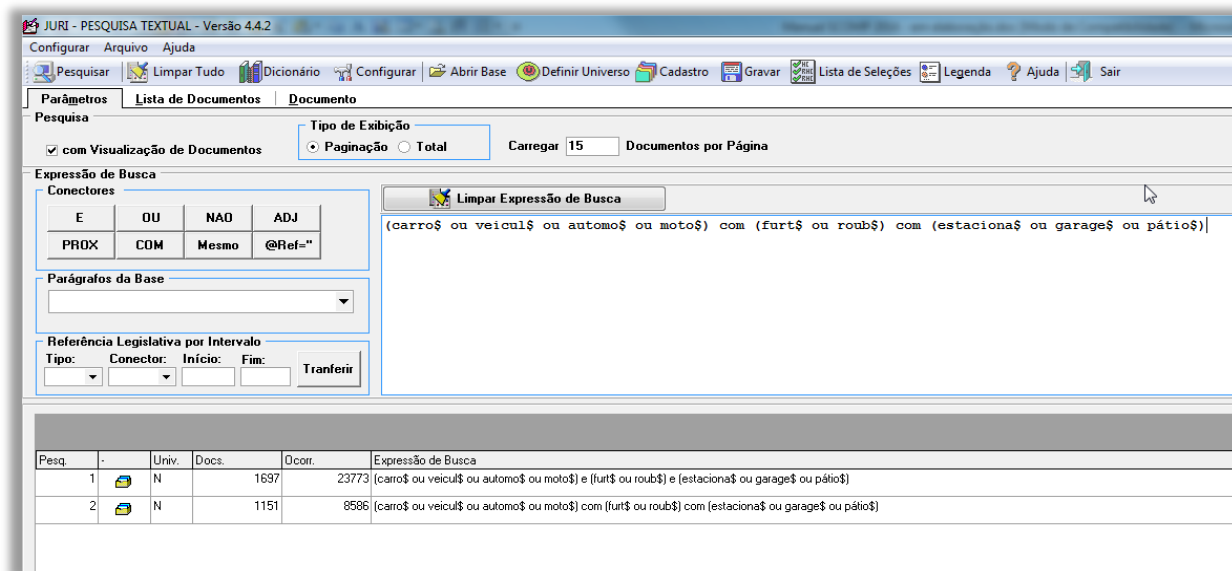 JURI - PESQUISA TEXTUAL - Versão 4.4.2
Configurar Arquivo Ajuda
Pesquisar Limpar Tudo Dicionário Configurar Abrir Base Definir Universo Cadastro Gravar Lista de Seleções Legenda Ajuda Sair
Parâmetros Lista de Documentos Documento
Pesquisa
Tipo de Exibição
com Visualização de Documentos Paginação Total Carregar 15 Documentos por Página
Expressão de Busca
Conectores
Limpar Expressão de Busca
E OU NAO ADJ
(carro$ ou veicul$ ou automo$ ou moto$) com (furt$ ou roub$) com (estaciona$ ou garage$ ou pátio$)
PROX COM Mesmo @Ref="
Parágrafos da Base
Referência Legislativa por Intervalo
Tipo: Conector: Início: Fim:
Tranferir
Pesq. - Univ. Docs. Ocorr. Expressão de Busca
1 N 1697 23773 (carro$ ou veicul$ ou automo$ ou moto$) e (furt$ ou roub$) e (estaciona$ ou garage$ ou pátio$)
2 N 1151 8586 (carro$ ou veicul$ ou automo$ ou moto$) com (furt$ ou roub$) com (estaciona$ ou garage$ ou pátio$)